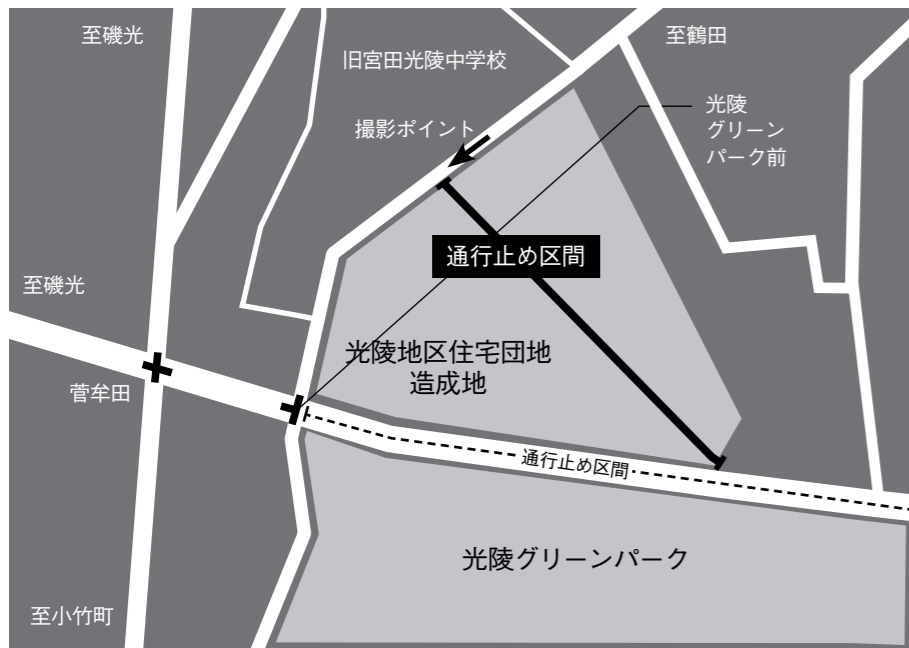 至磯光
旧宮田光陵中学校
至鶴田
撮影ポイント
光陵
グリーン
パーク前
通行止め区間
至磯光
光陵地区住宅団地
造成地
菅牟田
通行止め区間
光陵グリーンパーク
至小竹町